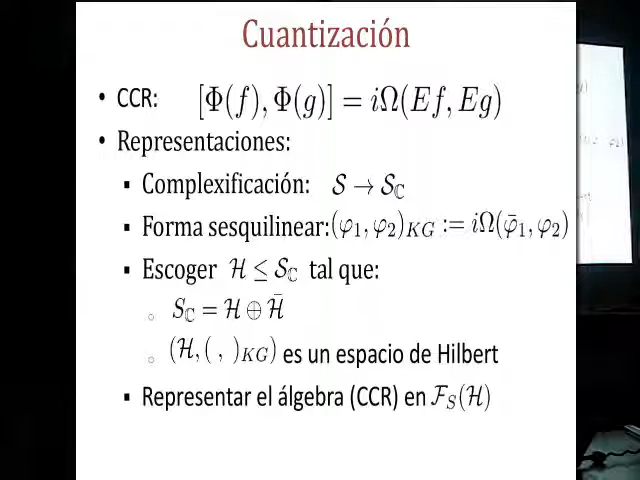 Cuantización
• CCR: [Φ(f), Φ(g)] = iΩ(Ef, Eg)
• Representaciones:
▪ Complexificación: 𝒮 → 𝒮_ℂ
▪ Forma sesquilinear: (φ₁, φ₂)_KG := iΩ(φ̄₁, φ₂)
▪ Escoger ℋ ≤ 𝒮_ℂ tal que:
○ S_ℂ = ℋ ⊕ ℋ̄
○ (ℋ, ( , )_KG) es un espacio de Hilbert
▪ Representar el álgebra (CCR) en ℱ_S(ℋ)